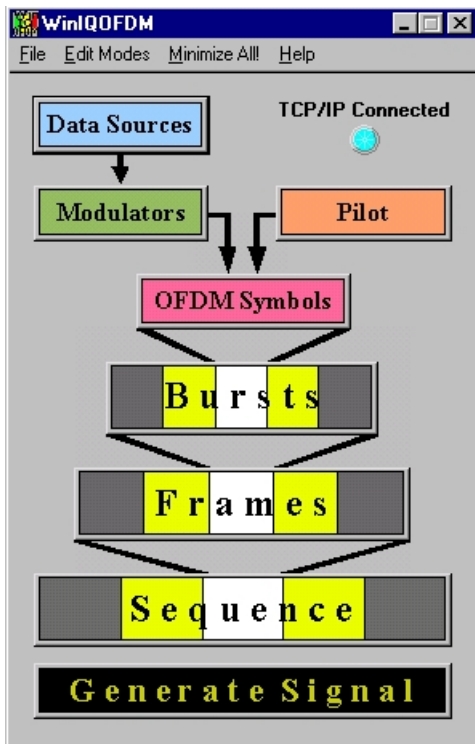 WinIQOFDM
File Edit Modes Minimize All! Help
TCP/IP Connected
Data Sources
Modulators
Pilot
OFDM Symbols
Bursts
Frames
Sequence
Generate Signal